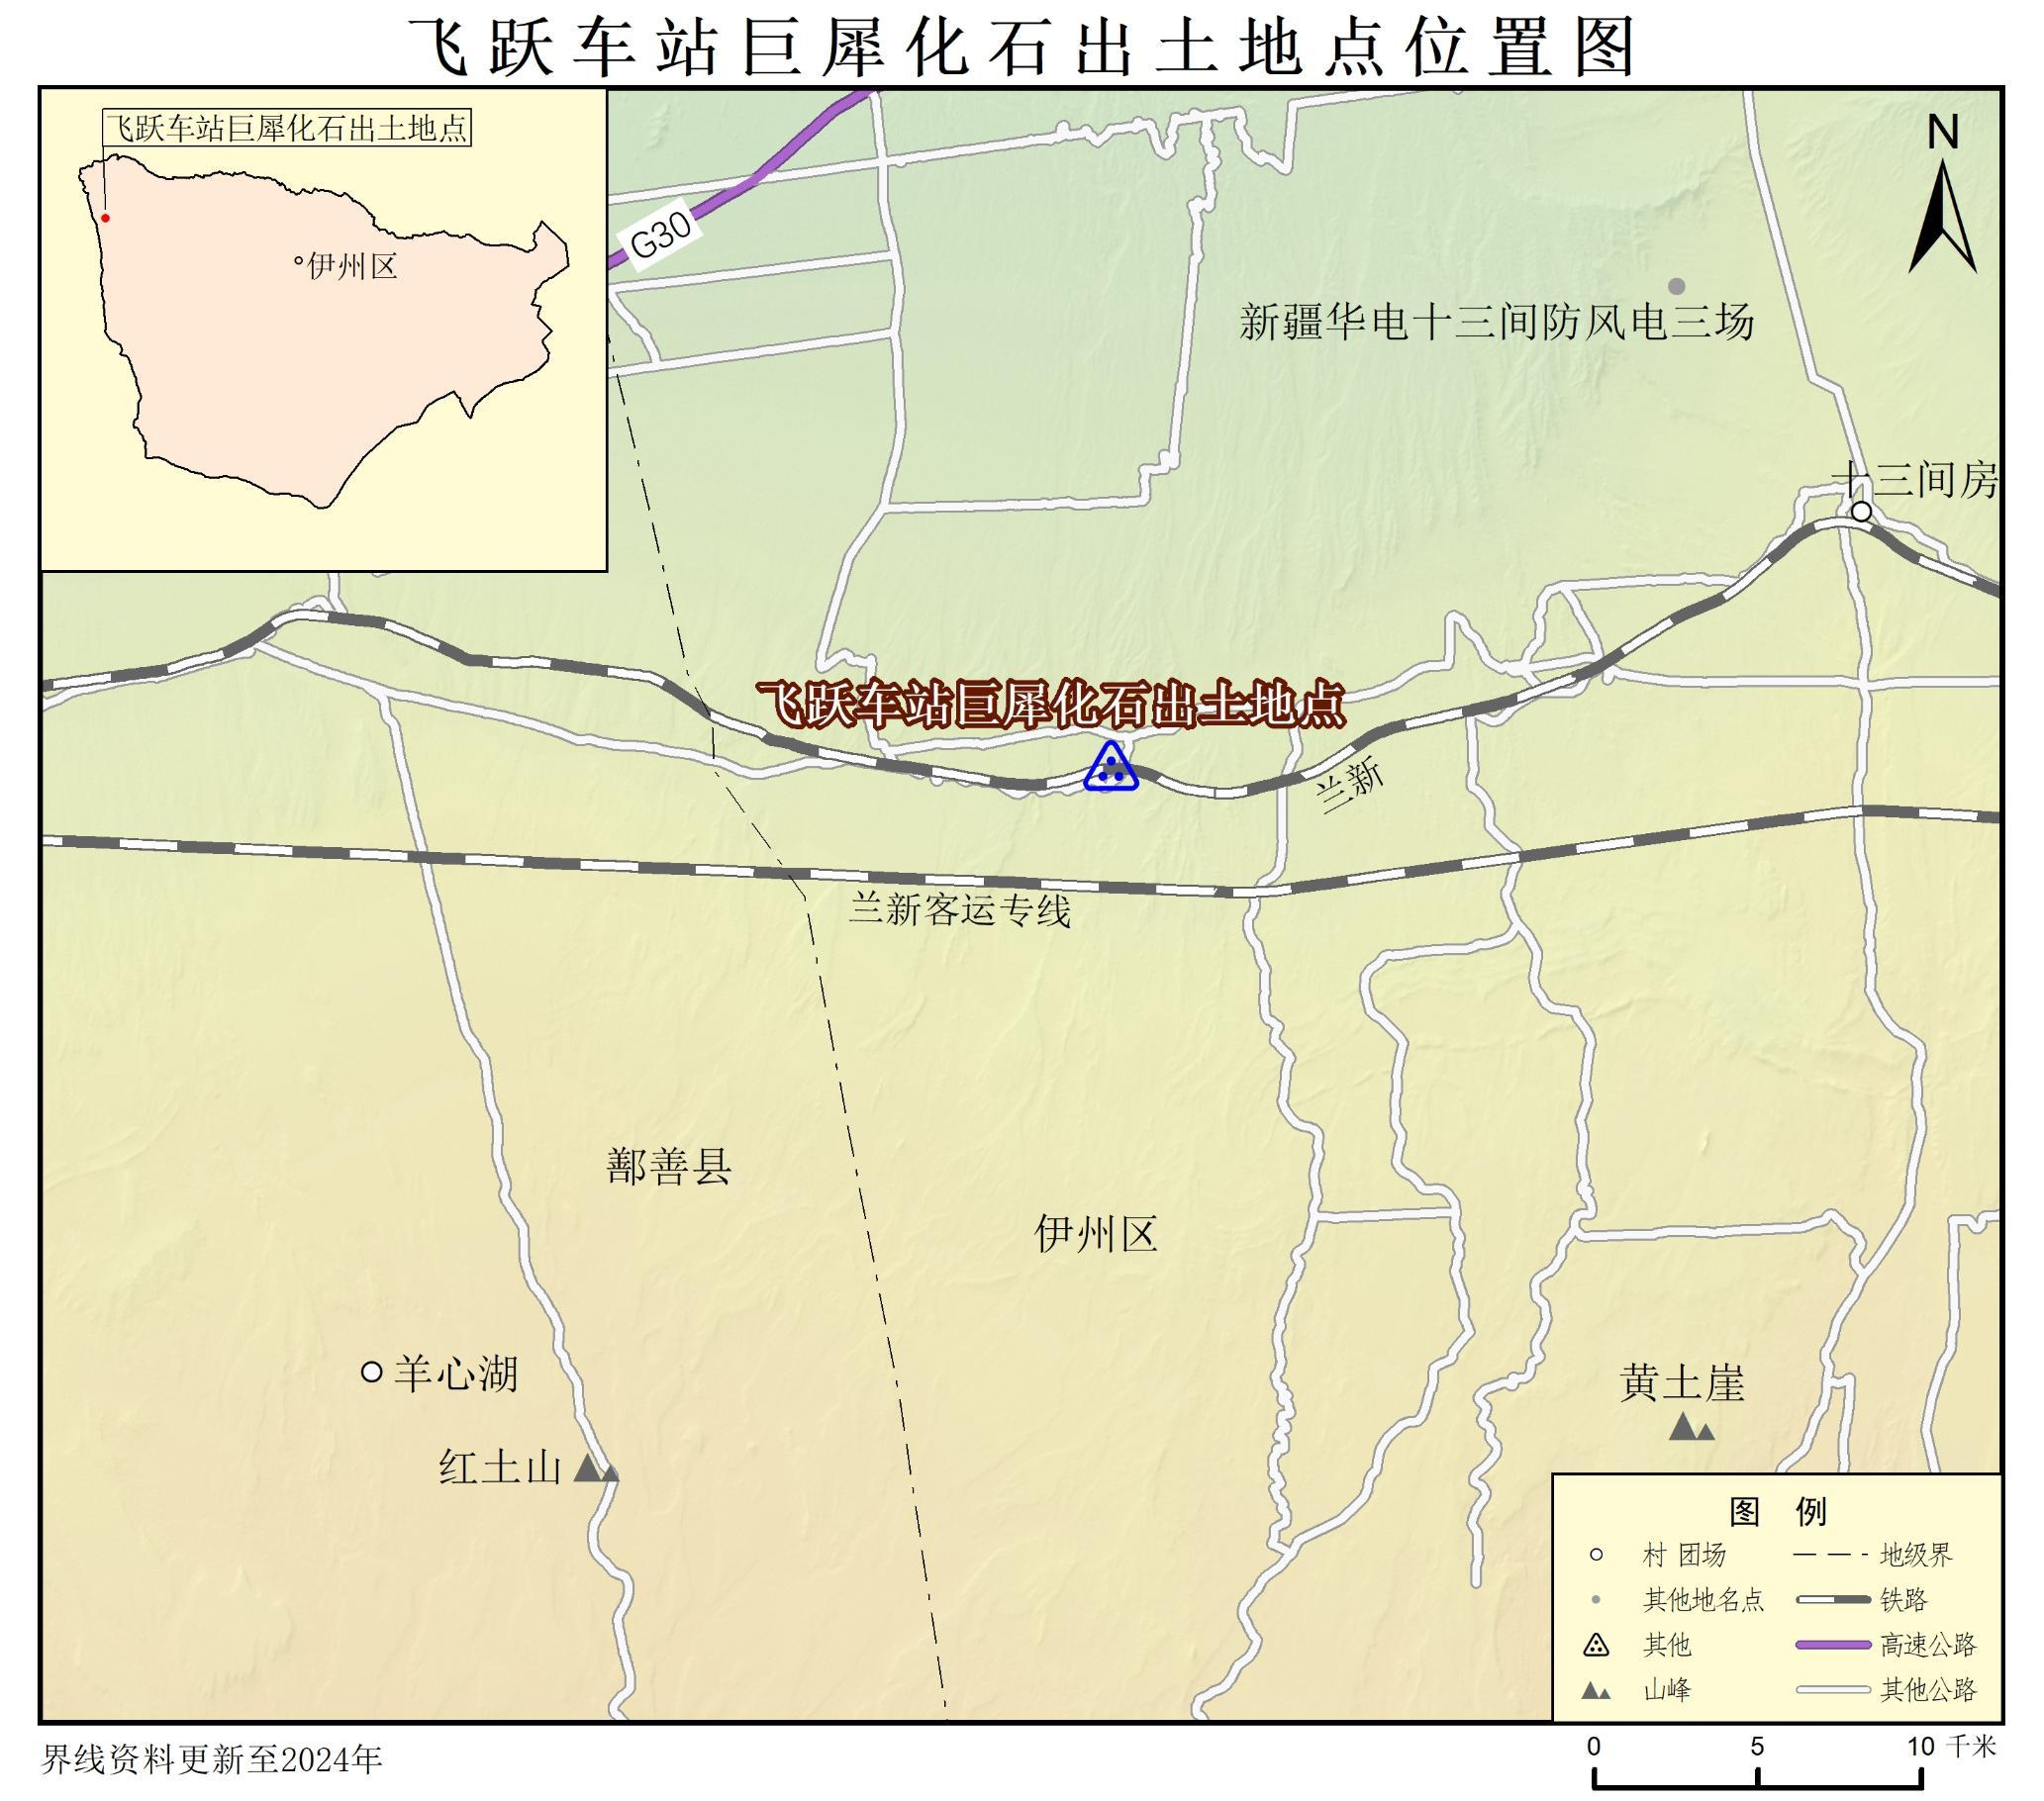 飞跃车站巨犀化石出土地点位置图
飞跃车站巨犀化石出土地点
伊州区
G30
N
新疆华电十三间防风电三场
十三间房
飞跃车站巨犀化石出土地点
兰新
兰新客运专线
鄯善县
伊州区
羊心湖
红土山
黄土崖
图 例
村 团场
地级界
其他地名点
铁路
其他
高速公路
山峰
其他公路
界线资料更新至2024年
0 5 10 千米